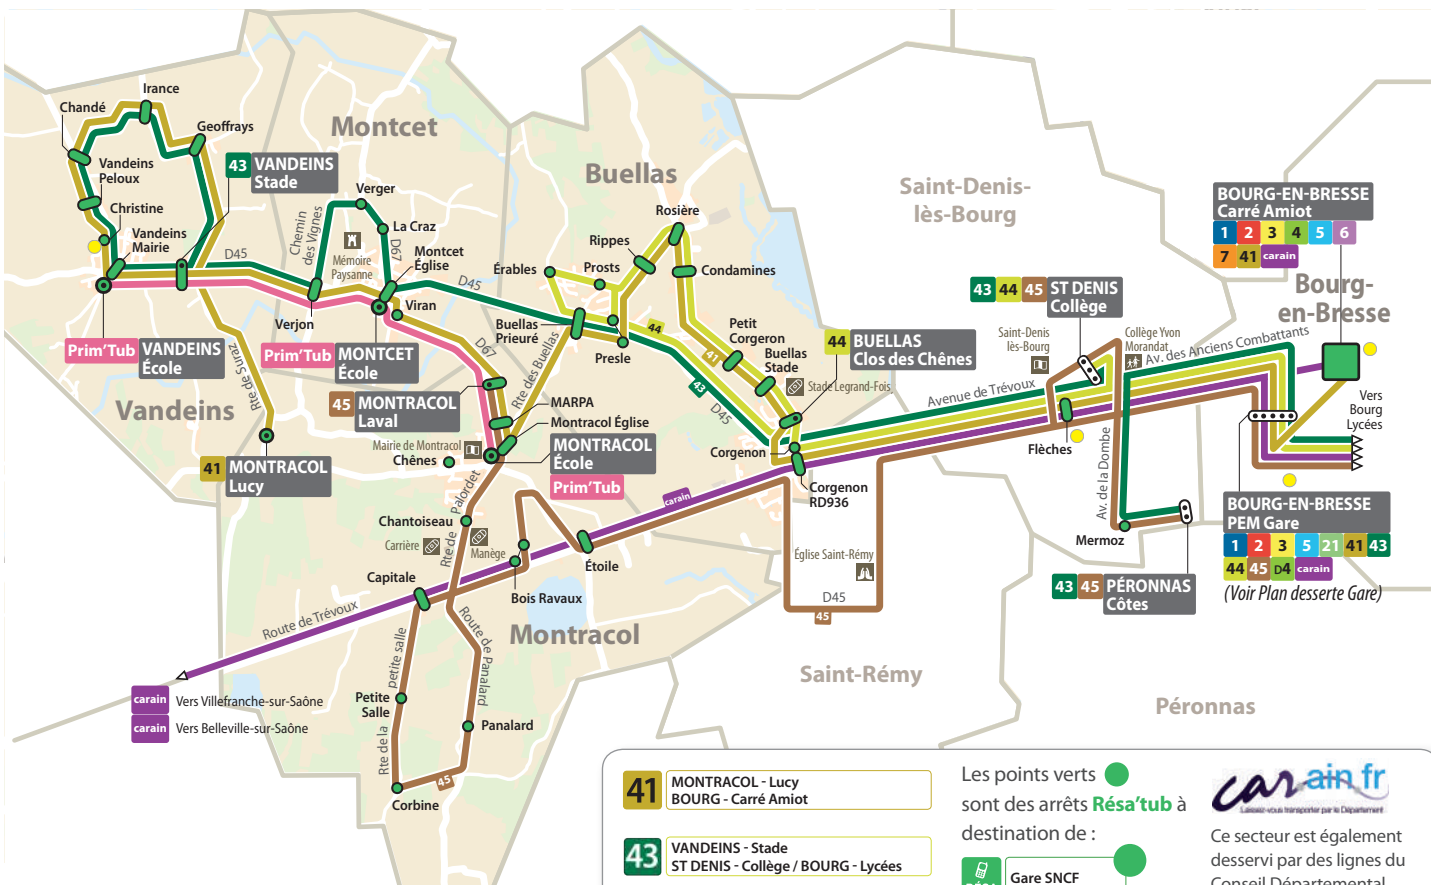 Irance
Chandé
Geoffrays
Montcet
43 VANDEINS
Stade
Vandeins
Peloux
Christine
Vandeins
Mairie
D45
Chemin
des Vignes
Verger
La Craz
D67
Mémoire
Paysanne
Montcet
Église
Viran
Verjon
D45
Prim'Tub VANDEINS
École
Prim'Tub MONTCET
École
Vandeins
Rte de Suraz
41 MONTRACOL
Lucy
45 MONTRACOL
Laval
D67
Rte des Buellas
MARPA
Montracol Église
MONTRACOL
École
Prim'Tub
Mairie de Montracol
Chênes
Buellas
Rosière
Rippes
Érables
Prosts
Condamines
Buellas
Prieuré
44
Presle
Petit
Corgenon
41
Buellas
Stade
Stade Legrand-Fois
43
D45
44 BUELLAS
Clos des Chênes
Corgenon
Corgenon
RD936
Saint-Denis-
lès-Bourg
43 44 45 ST DENIS
Collège
Saint-Denis
lès-Bourg
Collège Yvon
Morandat
Av. des Anciens Combattants
Avenue de Trévoux
Flèches
Av. de la Dombe
Mermoz
43 45 PÉRONNAS
Côtes
BOURG-EN-BRESSE
Carré Amiot
1 2 3 4 5 6
7 41 carain
Bourg-
en-Bresse
Vers
Bourg
Lycées
BOURG-EN-BRESSE
PEM Gare
1 2 3 5 21 41 43
44 45 D4 carain
(Voir Plan desserte Gare)
Chantoiseau
Rte de Palordet
Carrière
Manège
carain
Capitale
Étoile
Bois Ravaux
Église Saint-Rémy
D45
45
Route de Trévoux
Montracol
Rte de la petite salle
Route de Panalard
Petite
Salle
Panalard
45
Corbine
carain Vers Villefranche-sur-Saône
carain Vers Belleville-sur-Saône
Saint-Rémy
Péronnas
41 MONTRACOL - Lucy
BOURG - Carré Amiot
43 VANDEINS - Stade
ST DENIS - Collège / BOURG - Lycées
Les points verts
sont des arrêts Résa'tub à
destination de :
Gare SNCF
car.ain.fr
Laissez-vous transporter par le Département
Ce secteur est également
desservi par des lignes du
Conseil Départemental